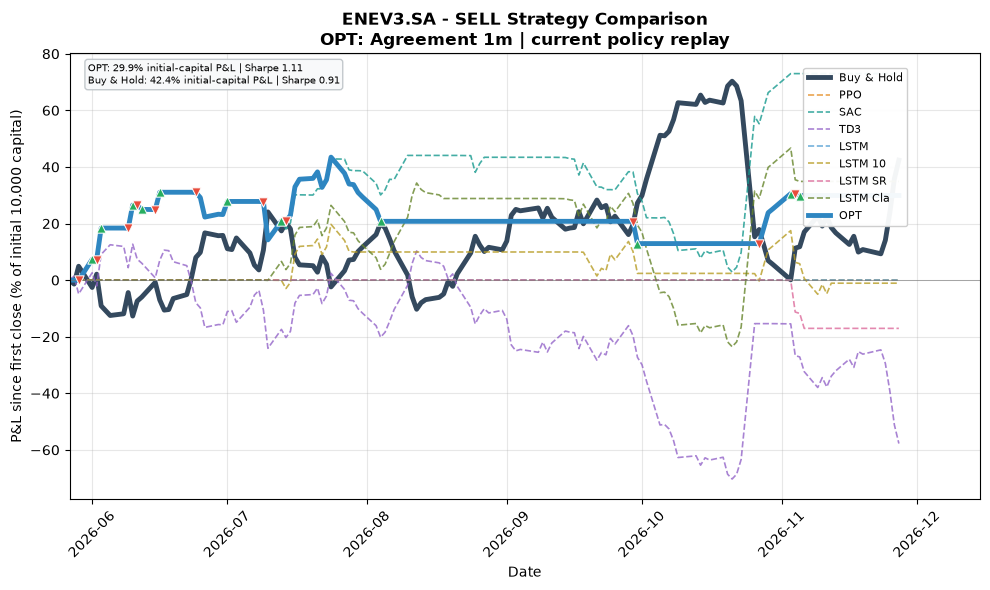 ENEV3.SA - SELL Strategy Comparison
OPT: Agreement 1m | current policy replay
OPT: 29.9% initial-capital P&L | Sharpe 1.11
Buy & Hold: 42.4% initial-capital P&L | Sharpe 0.91
Buy & Hold
PPO
SAC
TD3
LSTM
LSTM 10
LSTM SR
LSTM Cla
OPT
P&L since first close (% of initial 10,000 capital)
80
60
40
20
0
−20
−40
−60
2026-06
2026-07
2026-08
2026-09
2026-10
2026-11
2026-12
Date